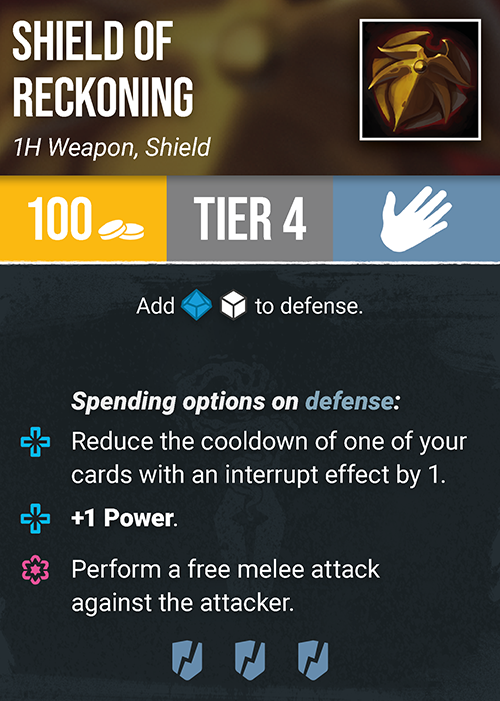 SHIELD OF
RECKONING
1H Weapon, Shield
100
TIER 4
Add to defense.
Spending options on defense:
Reduce the cooldown of one of your
cards with an interrupt effect by 1.
+1 Power.
Perform a free melee attack
against the attacker.